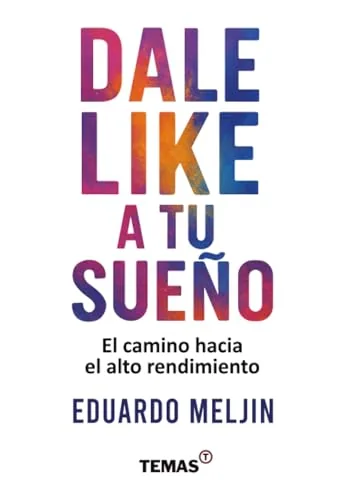 DALE
LIKE
A TU
SUEÑO
El camino hacia
el alto rendimiento
EDUARDO MELJIN
TEMAS T